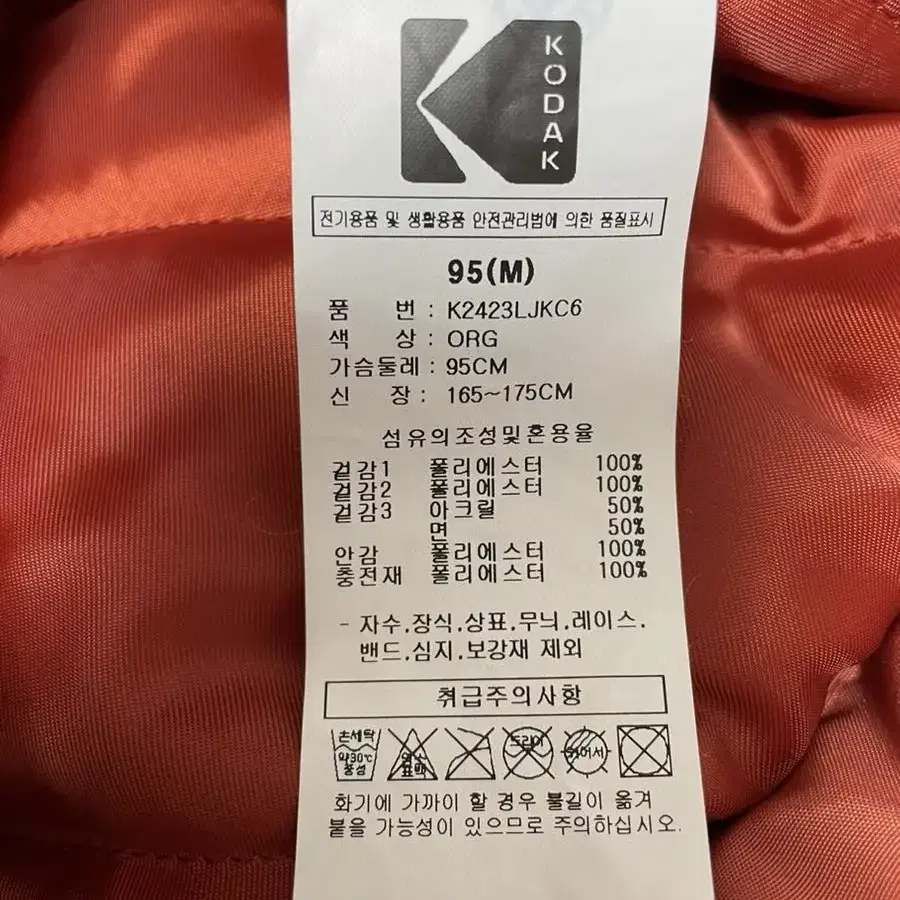 KODAK
전기용품 및 생활용품 안전관리법에 의한 품질표시
95(M)
품 번 : K2423LJKC6
색 상 : ORG
가슴둘레 : 95CM
신 장 : 165~175CM
섬유의조성및혼용율
겉감1 폴리에스터 100%
겉감2 폴리에스터 100%
겉감3 아크릴 50%
면 50%
안감 폴리에스터 100%
충전재 폴리에스터 100%
- 자수.장식.상표.무늬.레이스.
밴드.심지.보강재 제외
취급주의사항
손세탁 약30℃ 중성 염소 표백 드라이
화기에 가까이 할 경우 불길이 옮겨
붙을 가능성이 있으므로 주의하십시오.